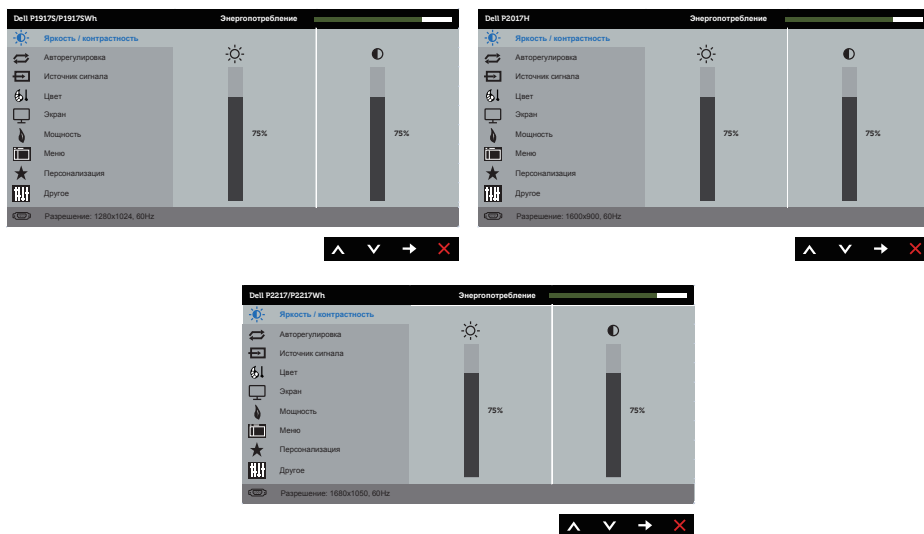 Dell P1917S/P1917SWh
Энергопотребление
Яркость / контрастность
Авторегулировка
Источник сигнала
Цвет
Экран
Мощность
Меню
Персонализация
Другое
75%
75%
Разрешение: 1280x1024, 60Hz
Dell P2017H
Энергопотребление
Яркость / контрастность
Авторегулировка
Источник сигнала
Цвет
Экран
Мощность
Меню
Персонализация
Другое
75%
75%
Разрешение: 1600x900, 60Hz
Dell P2217/P2217Wh
Энергопотребление
Яркость / контрастность
Авторегулировка
Источник сигнала
Цвет
Экран
Мощность
Меню
Персонализация
Другое
75%
75%
Разрешение: 1680x1050, 60Hz